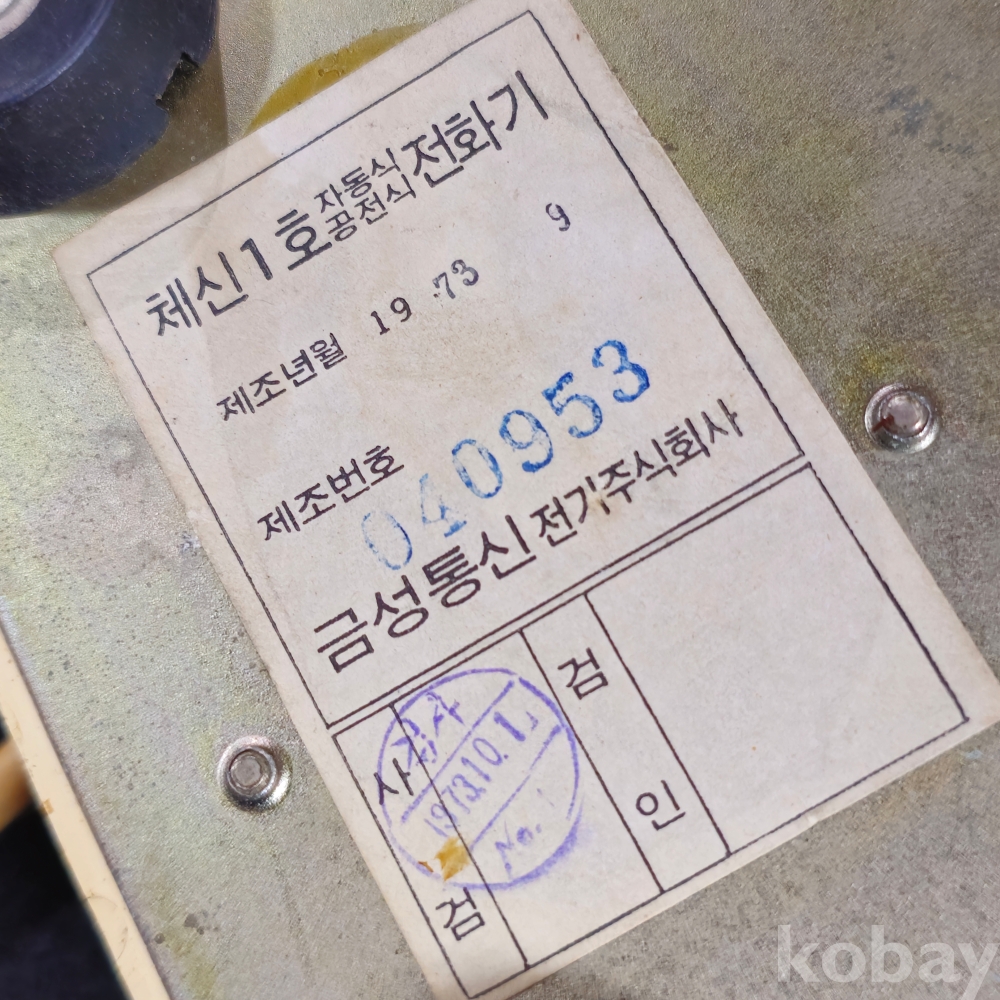 체신1호 자동식 전화기
공전식
제조년월 19 73 9
제조번호 040953
금성통신전기주식회사
사검
검인
1973.10.1
No.
kobay